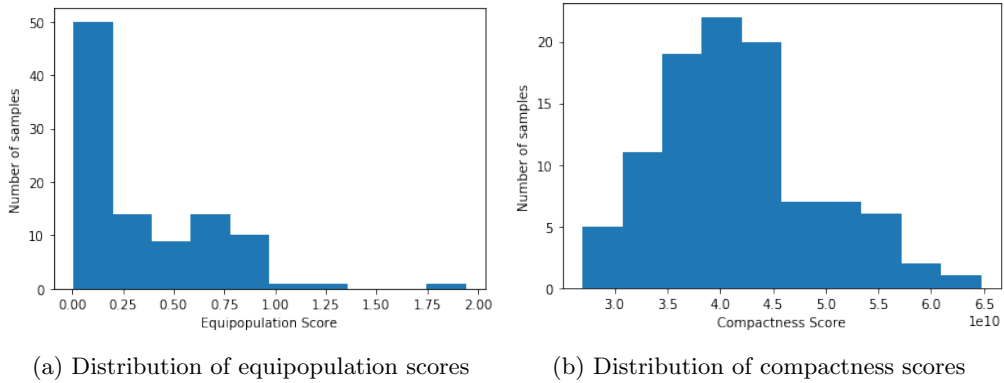 50
40
30
20
10
0
Number of samples
0.00 0.25 0.50 0.75 1.00 1.25 1.50 1.75 2.00
Equipopulation Score
(a) Distribution of equipopulation scores
20
15
10
5
0
Number of samples
3.0 3.5 4.0 4.5 5.0 5.5 6.0 6.5
1e10
Compactness Score
(b) Distribution of compactness scores